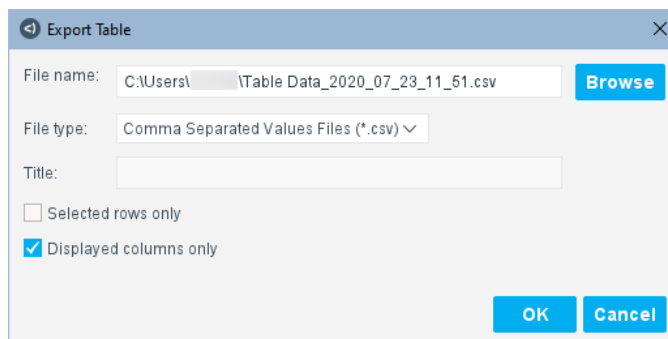 Export Table
File name: C:\Users\ \Table Data_2020_07_23_11_51.csv Browse
File type: Comma Separated Values Files (*.csv)
Title:
Selected rows only
Displayed columns only
OK Cancel